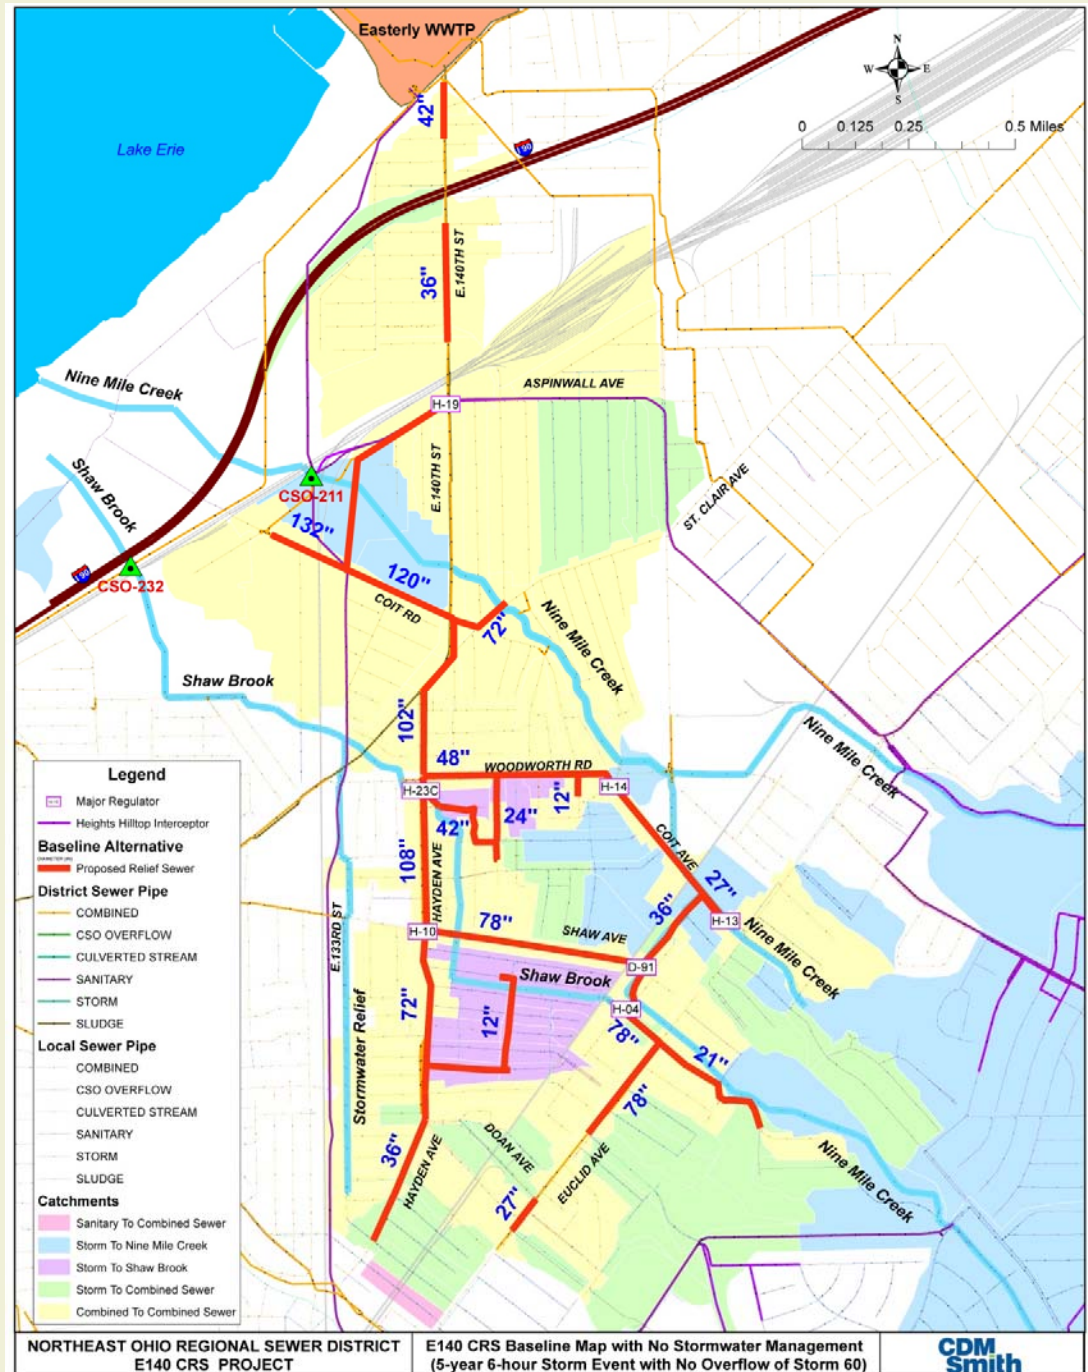 Easterly WWTP
N
W
E
S
0 0.125 0.25 0.5 Miles
Lake Erie
42"
I 90
36"
E.140TH ST
Nine Mile Creek
ASPINWALL AVE
H-19
E.140TH ST
Shaw Brook
CSO-211
ST. CLAIR AVE
132"
I 90
CSO-232
120"
COIT RD
72"
Nine Mile Creek
Shaw Brook
102"
Nine Mile Creek
48"
WOODWORTH RD
H-23C
H-14
12"
24"
42"
COIT AVE
108"
HAYDEN AVE
27"
36"
H-13
78"
SHAW AVE
H-10
E.133RD ST
D-91
Nine Mile Creek
Shaw Brook
H-04
72"
12"
78"
21"
Stormwater Relief
78"
36"
HAYDEN AVE
DOAN AVE
EUCLID AVE
27"
Nine Mile Creek
Legend
Major Regulator
Heights Hilltop Interceptor
Baseline Alternative
Proposed Relief Sewer
District Sewer Pipe
COMBINED
CSO OVERFLOW
CULVERTED STREAM
SANITARY
STORM
SLUDGE
Local Sewer Pipe
COMBINED
CSO OVERFLOW
CULVERTED STREAM
SANITARY
STORM
SLUDGE
Catchments
Sanitary To Combined Sewer
Storm To Nine Mile Creek
Storm To Shaw Brook
Storm To Combined Sewer
Combined To Combined Sewer
NORTHEAST OHIO REGIONAL SEWER DISTRICT
E140 CRS PROJECT
E140 CRS Baseline Map with No Stormwater Management
(5-year 6-hour Storm Event with No Overflow of Storm 60)
CDM
Smith